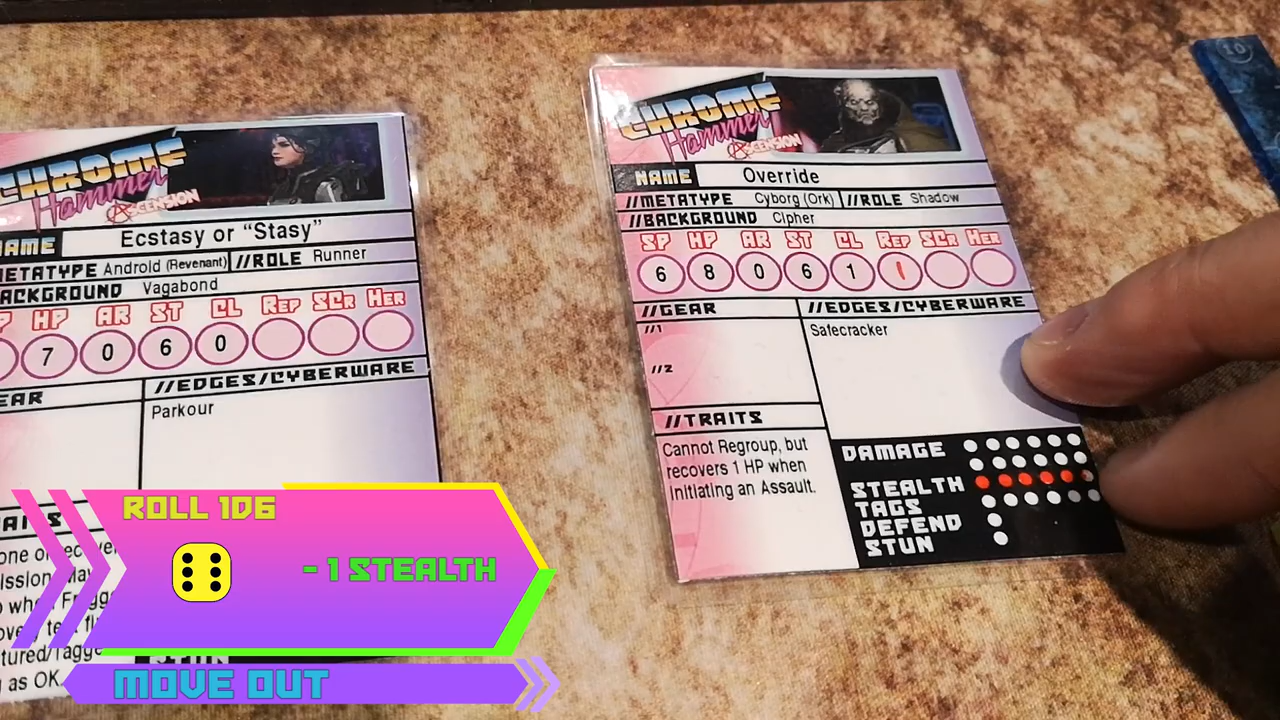 CHROME
Hammer
ASCENSION
NAME Ecstasy or “Stasy”
METATYPE Android (Revenant) //ROLE Runner
BACKGROUND Vagabond
HP AR ST CL REP SCR HER
7 0 6 0
//EDGES/CYBERWARE
Parkour
CHROME
Hammer
ASCENSION
NAME Override
//METATYPE Cyborg (Ork) //ROLE Shadow
//BACKGROUND Cipher
SP HP AR ST CL REP SCR HER
6 8 0 6 1 1
//GEAR //EDGES/CYBERWARE
//1 Safecracker
//2
//TRAITS
Cannot Regroup, but
recovers 1 HP when
initiating an Assault.
DAMAGE
STEALTH
TAGS
DEFEND
STUN
10
ROLL 1D6
- 1 STEALTH
as OK.
MOVE OUT